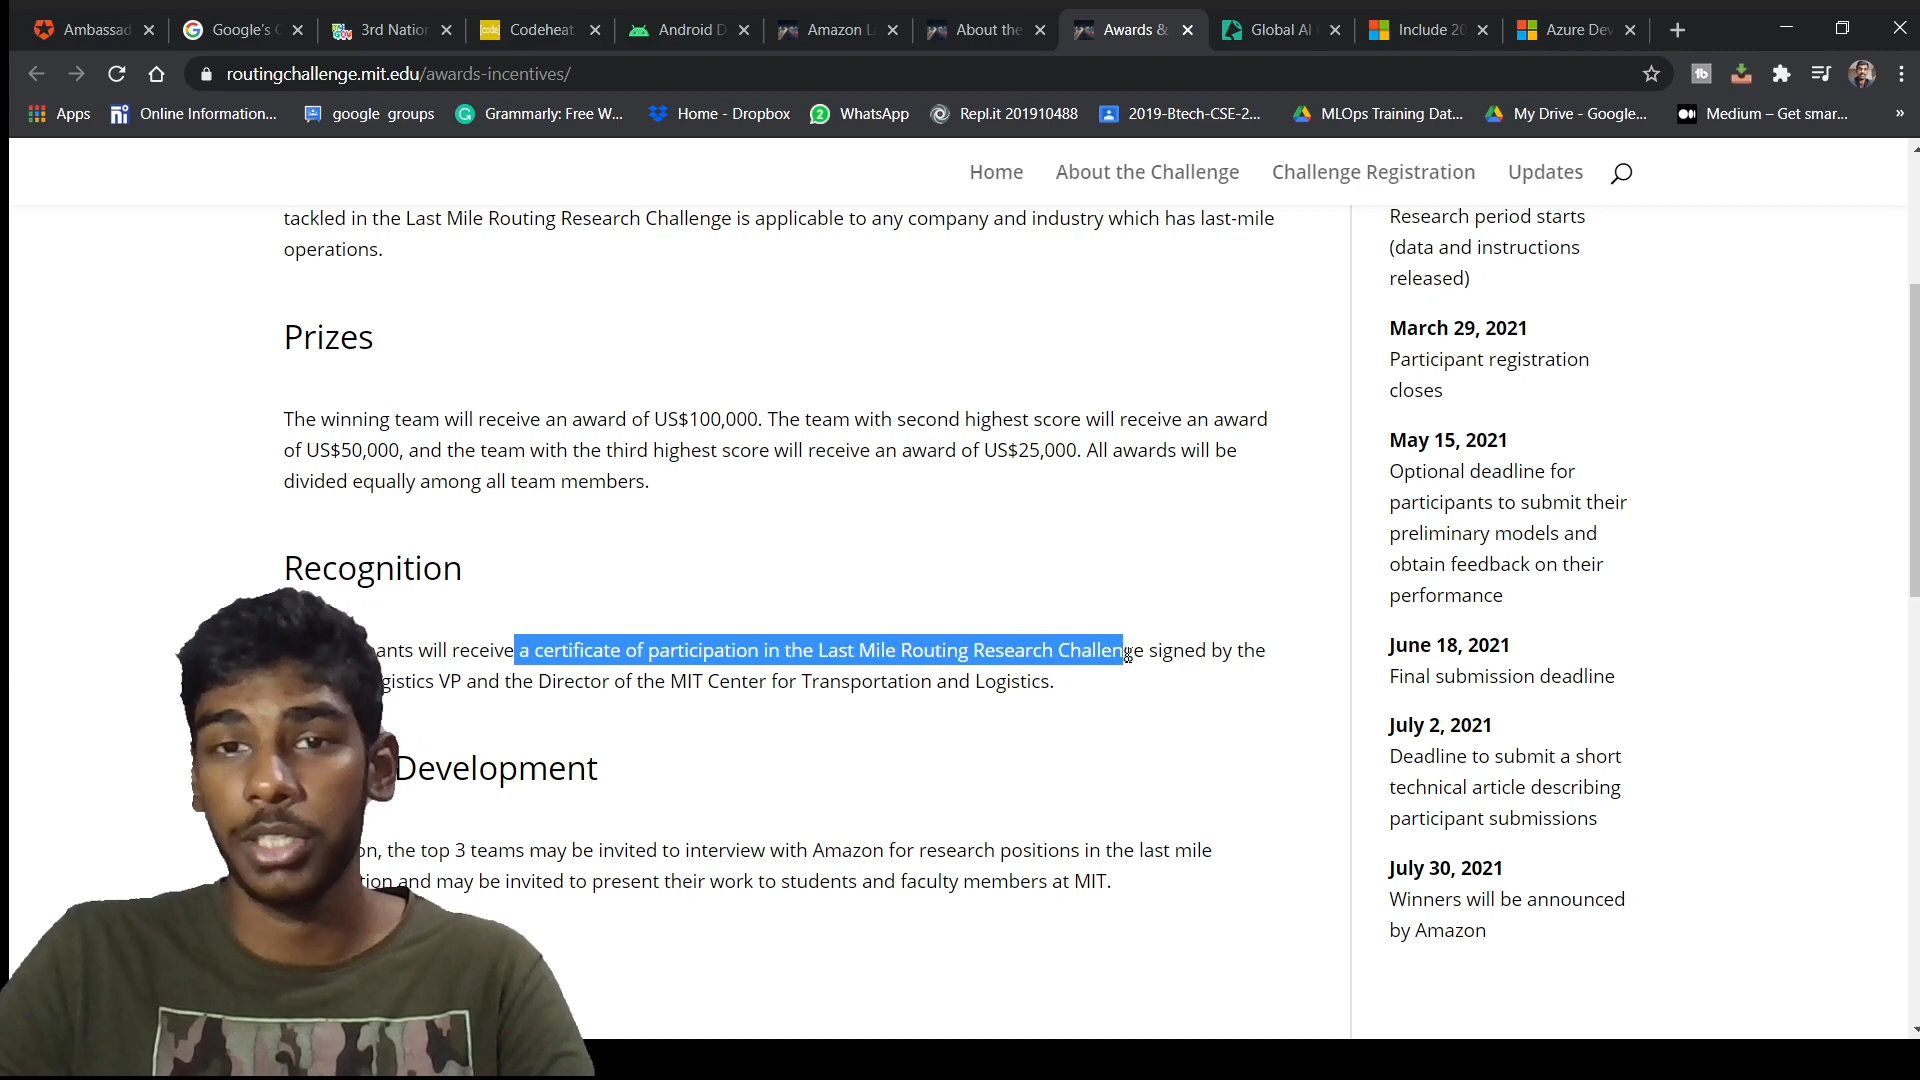 Ambassad
Google's C
3rd Nation
Codeheat
Android D
Amazon L
About the
Awards &
Global AI
Include 20
Azure Dev
routingchallenge.mit.edu/awards-incentives/
Apps
Online Information...
google groups
Grammarly: Free W...
Home - Dropbox
WhatsApp
Repl.it 201910488
2019-Btech-CSE-2...
MLOps Training Dat...
My Drive - Google...
Medium – Get smar...
»
Home
About the Challenge
Challenge Registration
Updates
tackled in the Last Mile Routing Research Challenge is applicable to any company and industry which has last-mile
operations.
Prizes
The winning team will receive an award of US$100,000. The team with second highest score will receive an award
of US$50,000, and the team with the third highest score will receive an award of US$25,000. All awards will be
divided equally among all team members.
Recognition
ants will receive a certificate of participation in the Last Mile Routing Research Challenge signed by the
gistics VP and the Director of the MIT Center for Transportation and Logistics.
Development
on, the top 3 teams may be invited to interview with Amazon for research positions in the last mile
tion and may be invited to present their work to students and faculty members at MIT.
Research period starts
(data and instructions
released)
March 29, 2021
Participant registration
closes
May 15, 2021
Optional deadline for
participants to submit their
preliminary models and
obtain feedback on their
performance
June 18, 2021
Final submission deadline
July 2, 2021
Deadline to submit a short
technical article describing
participant submissions
July 30, 2021
Winners will be announced
by Amazon